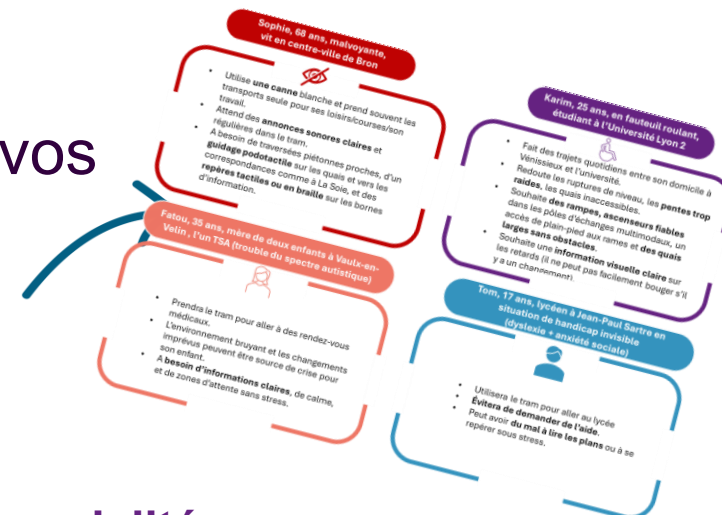 vos
Sophie, 68 ans, malvoyante,
vit en centre-ville de Bron
• Utilise une canne blanche et prend souvent les
transports seule pour ses loisirs/courses/son
travail.
• Attend des annonces sonores claires et
régulières dans le tram.
• A besoin de traversées piétonnes proches, d'un
guidage podotactile sur les quais et vers les
correspondances comme à La Soie, et des
repères tactiles ou en braille sur les bornes
d'information.
Karim, 25 ans, en fauteuil roulant,
étudiant à l'Université Lyon 2
• Fait des trajets quotidiens entre son domicile à
Vénissieux et l'université.
• Redoute les ruptures de niveau, les pentes trop
raides, les quais inaccessibles.
• Souhaite des rampes, ascenseurs fiables
dans les pôles d'échanges multimodaux, un
accès de plain-pied aux rames et des quais
larges sans obstacles.
• Souhaite une information visuelle claire sur
les retards (il ne peut pas facilement bouger s'il
y a un changement).
Fatou, 35 ans, mère de deux enfants à Vaulx-en-
Velin , l'un TSA (trouble du spectre autistique)
• Prendra le tram pour aller à des rendez-vous
médicaux.
• L'environnement bruyant et les changements
imprévus peuvent être source de crise pour
son enfant.
• A besoin d'informations claires, de calme,
et de zones d'attente sans stress.
Tom, 17 ans, lycéen à Jean-Paul Sartre en
situation de handicap invisible
(dyslexie + anxiété sociale)
• Utilisera le tram pour aller au lycée
• Évitera de demander de l'aide.
• Peut avoir du mal à lire les plans ou à se
repérer sous stress.